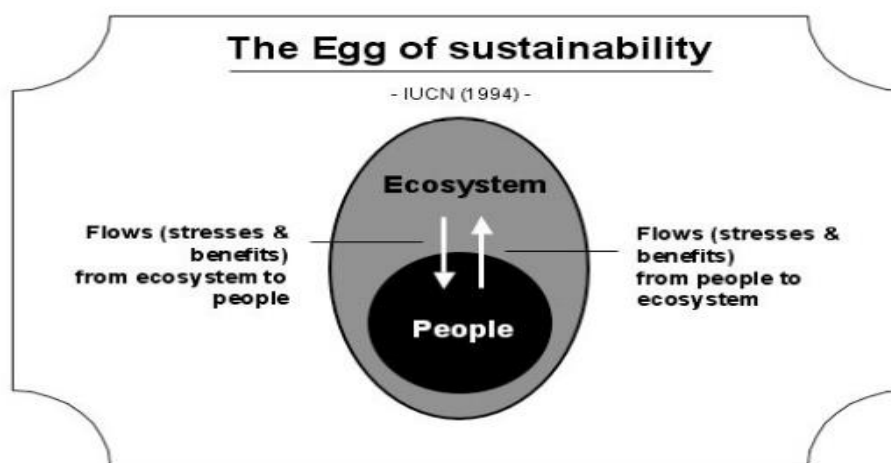 The Egg of sustainability
- IUCN (1994) -
Ecosystem
Flows (stresses &
benefits)
from ecosystem to
people
Flows (stresses &
benefits)
from people to
ecosystem
People